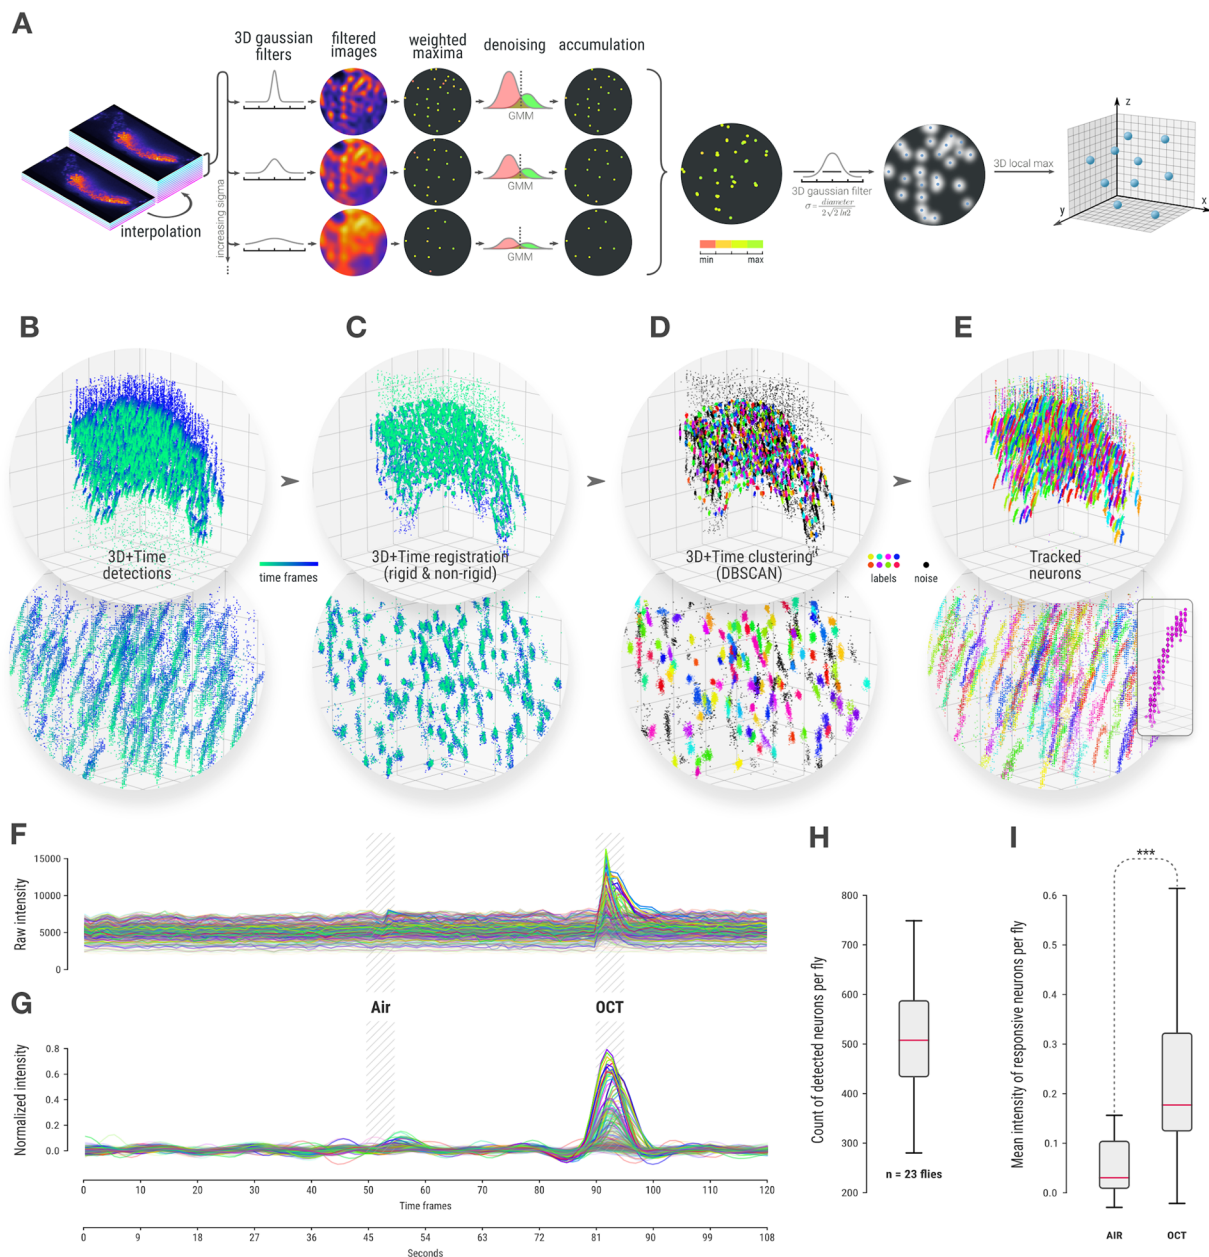 A
3D gaussian
filters
filtered
images
weighted
maxima
denoising
accumulation
GMM
GMM
GMM
interpolation
increasing sigma
3D gaussian filter
σ = diameter / 2√2 ln2
min
max
3D local max
z
y
x
B
C
D
E
3D+Time
detections
time frames
3D+Time registration
(rigid & non-rigid)
3D+Time clustering
(DBSCAN)
labels
noise
Tracked
neurons
F
Raw intensity
15000
10000
5000
0
Air
OCT
G
Normalized intensity
0.8
0.6
0.4
0.2
0.0
0 10 20 30 40 50 60 70 80 90 100 110 120
Time frames
0 9 18 27 36 45 54 63 72 81 90 99 108
Seconds
H
Count of detected neurons per fly
800
700
600
500
400
300
200
n = 23 flies
I
Mean intensity of responsive neurons per fly
***
0.6
0.5
0.4
0.3
0.2
0.1
0.0
AIR
OCT